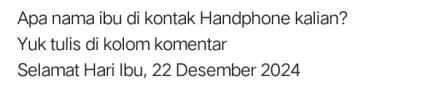 Apa nama ibu di kontak Handphone kalian?
Yuk tulis di kolom komentar
Selamat Hari Ibu, 22 Desember 2024